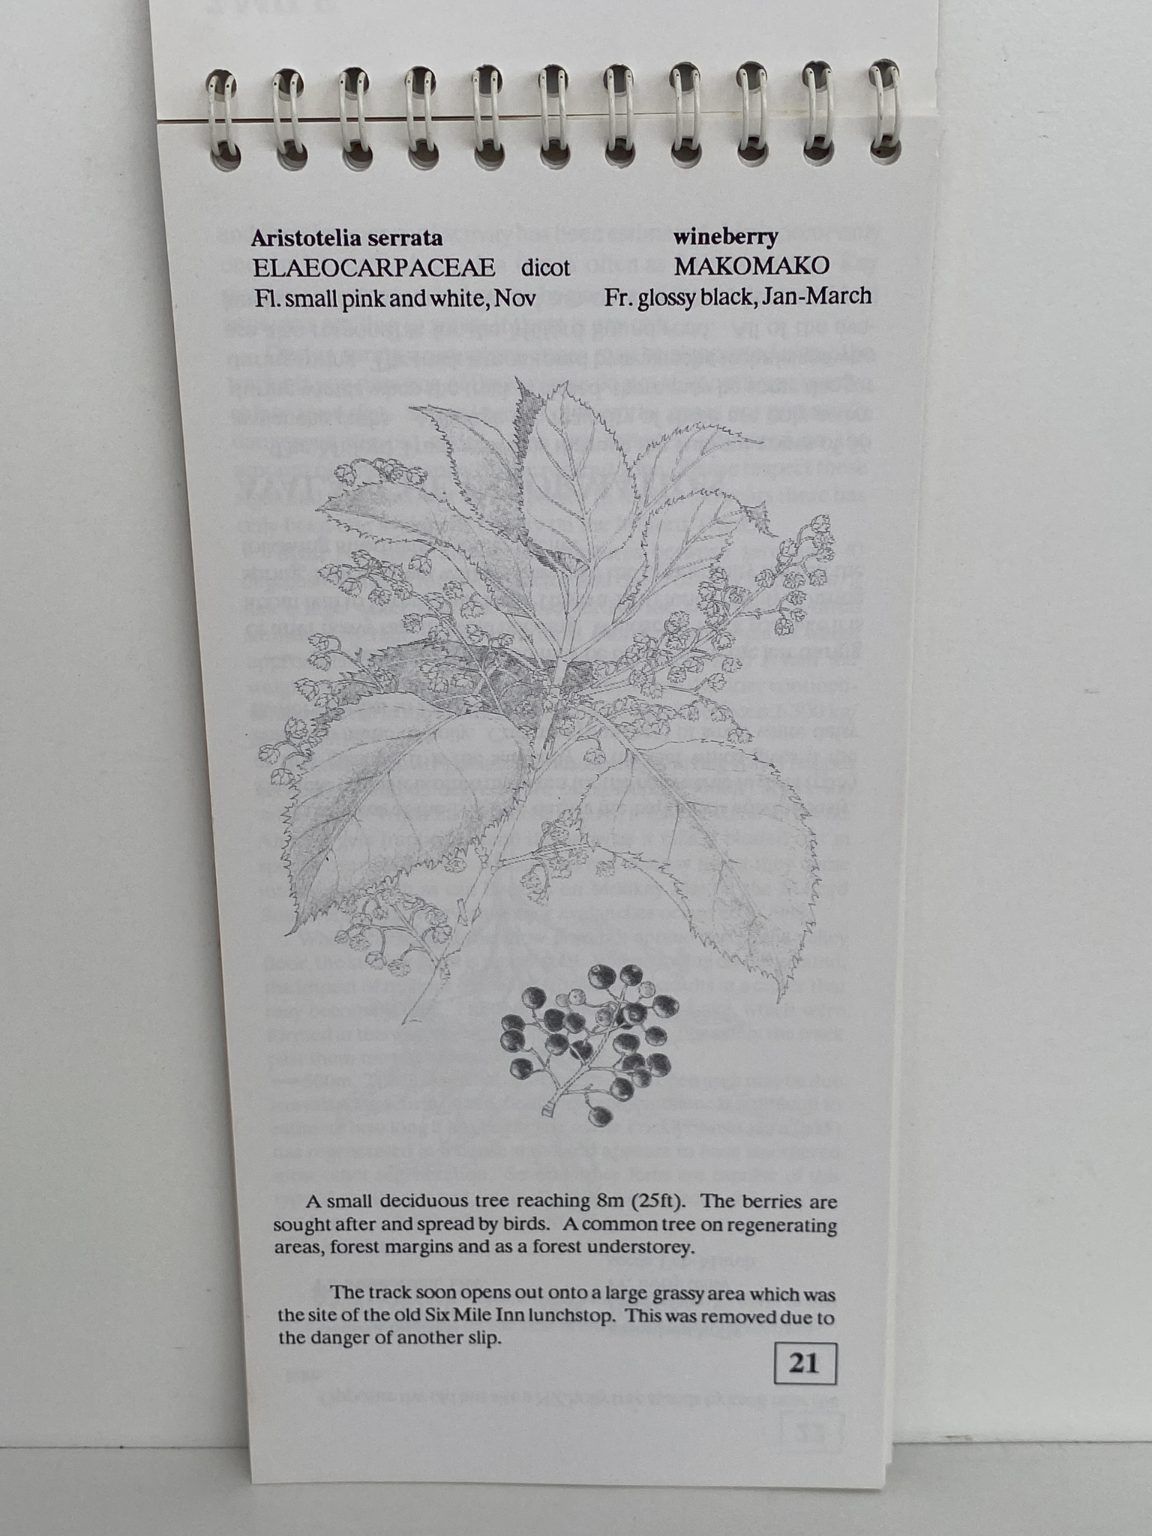 Aristotelia serrata wineberry
ELAEOCARPACEAE dicot MAKOMAKO
Fl. small pink and white, Nov Fr. glossy black, Jan-March
A small deciduous tree reaching 8m (25ft). The berries are
sought after and spread by birds. A common tree on regenerating
areas, forest margins and as a forest understorey.
The track soon opens out onto a large grassy area which was
the site of the old Six Mile Inn lunchstop. This was removed due to
the danger of another slip.
21